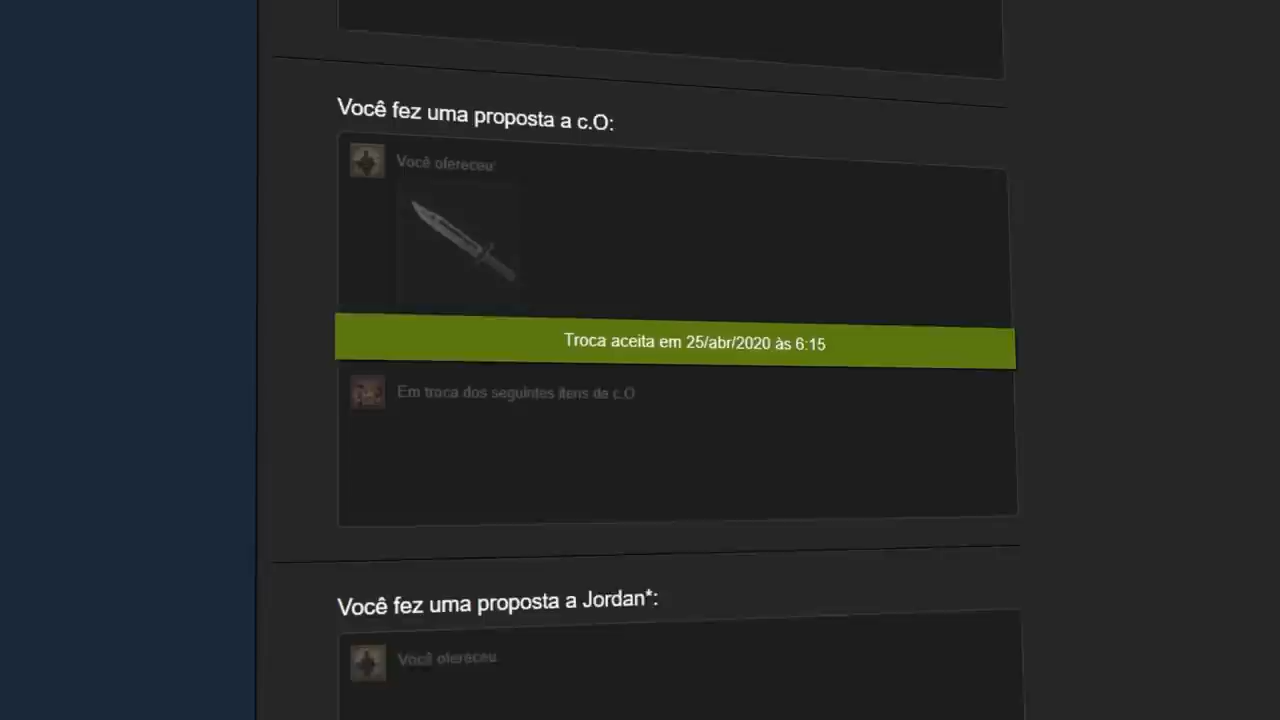 Você fez uma proposta a c.O:
Você ofereceu:
Troca aceita em 25/abr/2020 às 6:15
Em troca dos seguintes itens de c.O
Você fez uma proposta a Jordan*:
Você ofereceu